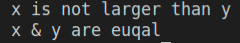 x is not larger than y
x & y are euqal